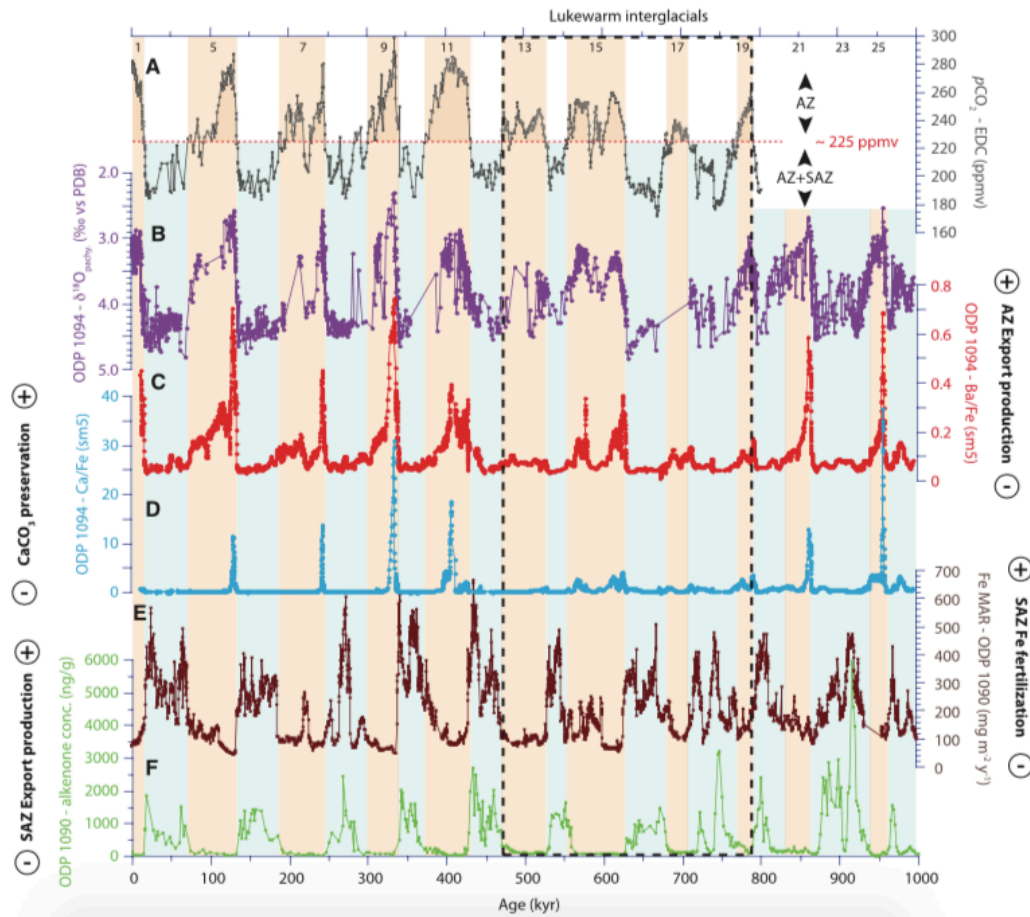 Lukewarm interglacials
1 5 7 9 11 13 15 17 19 21 23 25
A
300
280
260
240
220
200
180
160
pCO₂ - EDC (ppmv)
AZ
~ 225 ppmv
AZ+SAZ
2.0
3.0
4.0
5.0
ODP 1094 - δ¹⁸O pachy. (‰ vs PDB)
B
0.8
0.6
0.4
0.2
0
ODP 1094 - Ba/Fe (sm5)
+ AZ Export production -
C
40
30
20
10
0
ODP 1094 - Ca/Fe (sm5)
+ CaCO₃ preservation -
D
700
600
500
400
300
200
100
0
Fe MAR - ODP 1090 (mg m⁻² y⁻¹)
+ SAZ Fe fertilization -
E
6000
5000
4000
3000
2000
1000
0
ODP 1090 - alkenone conc. (ng/g)
+ SAZ Export production -
F
0 100 200 300 400 500 600 700 800 900 1000
Age (kyr)